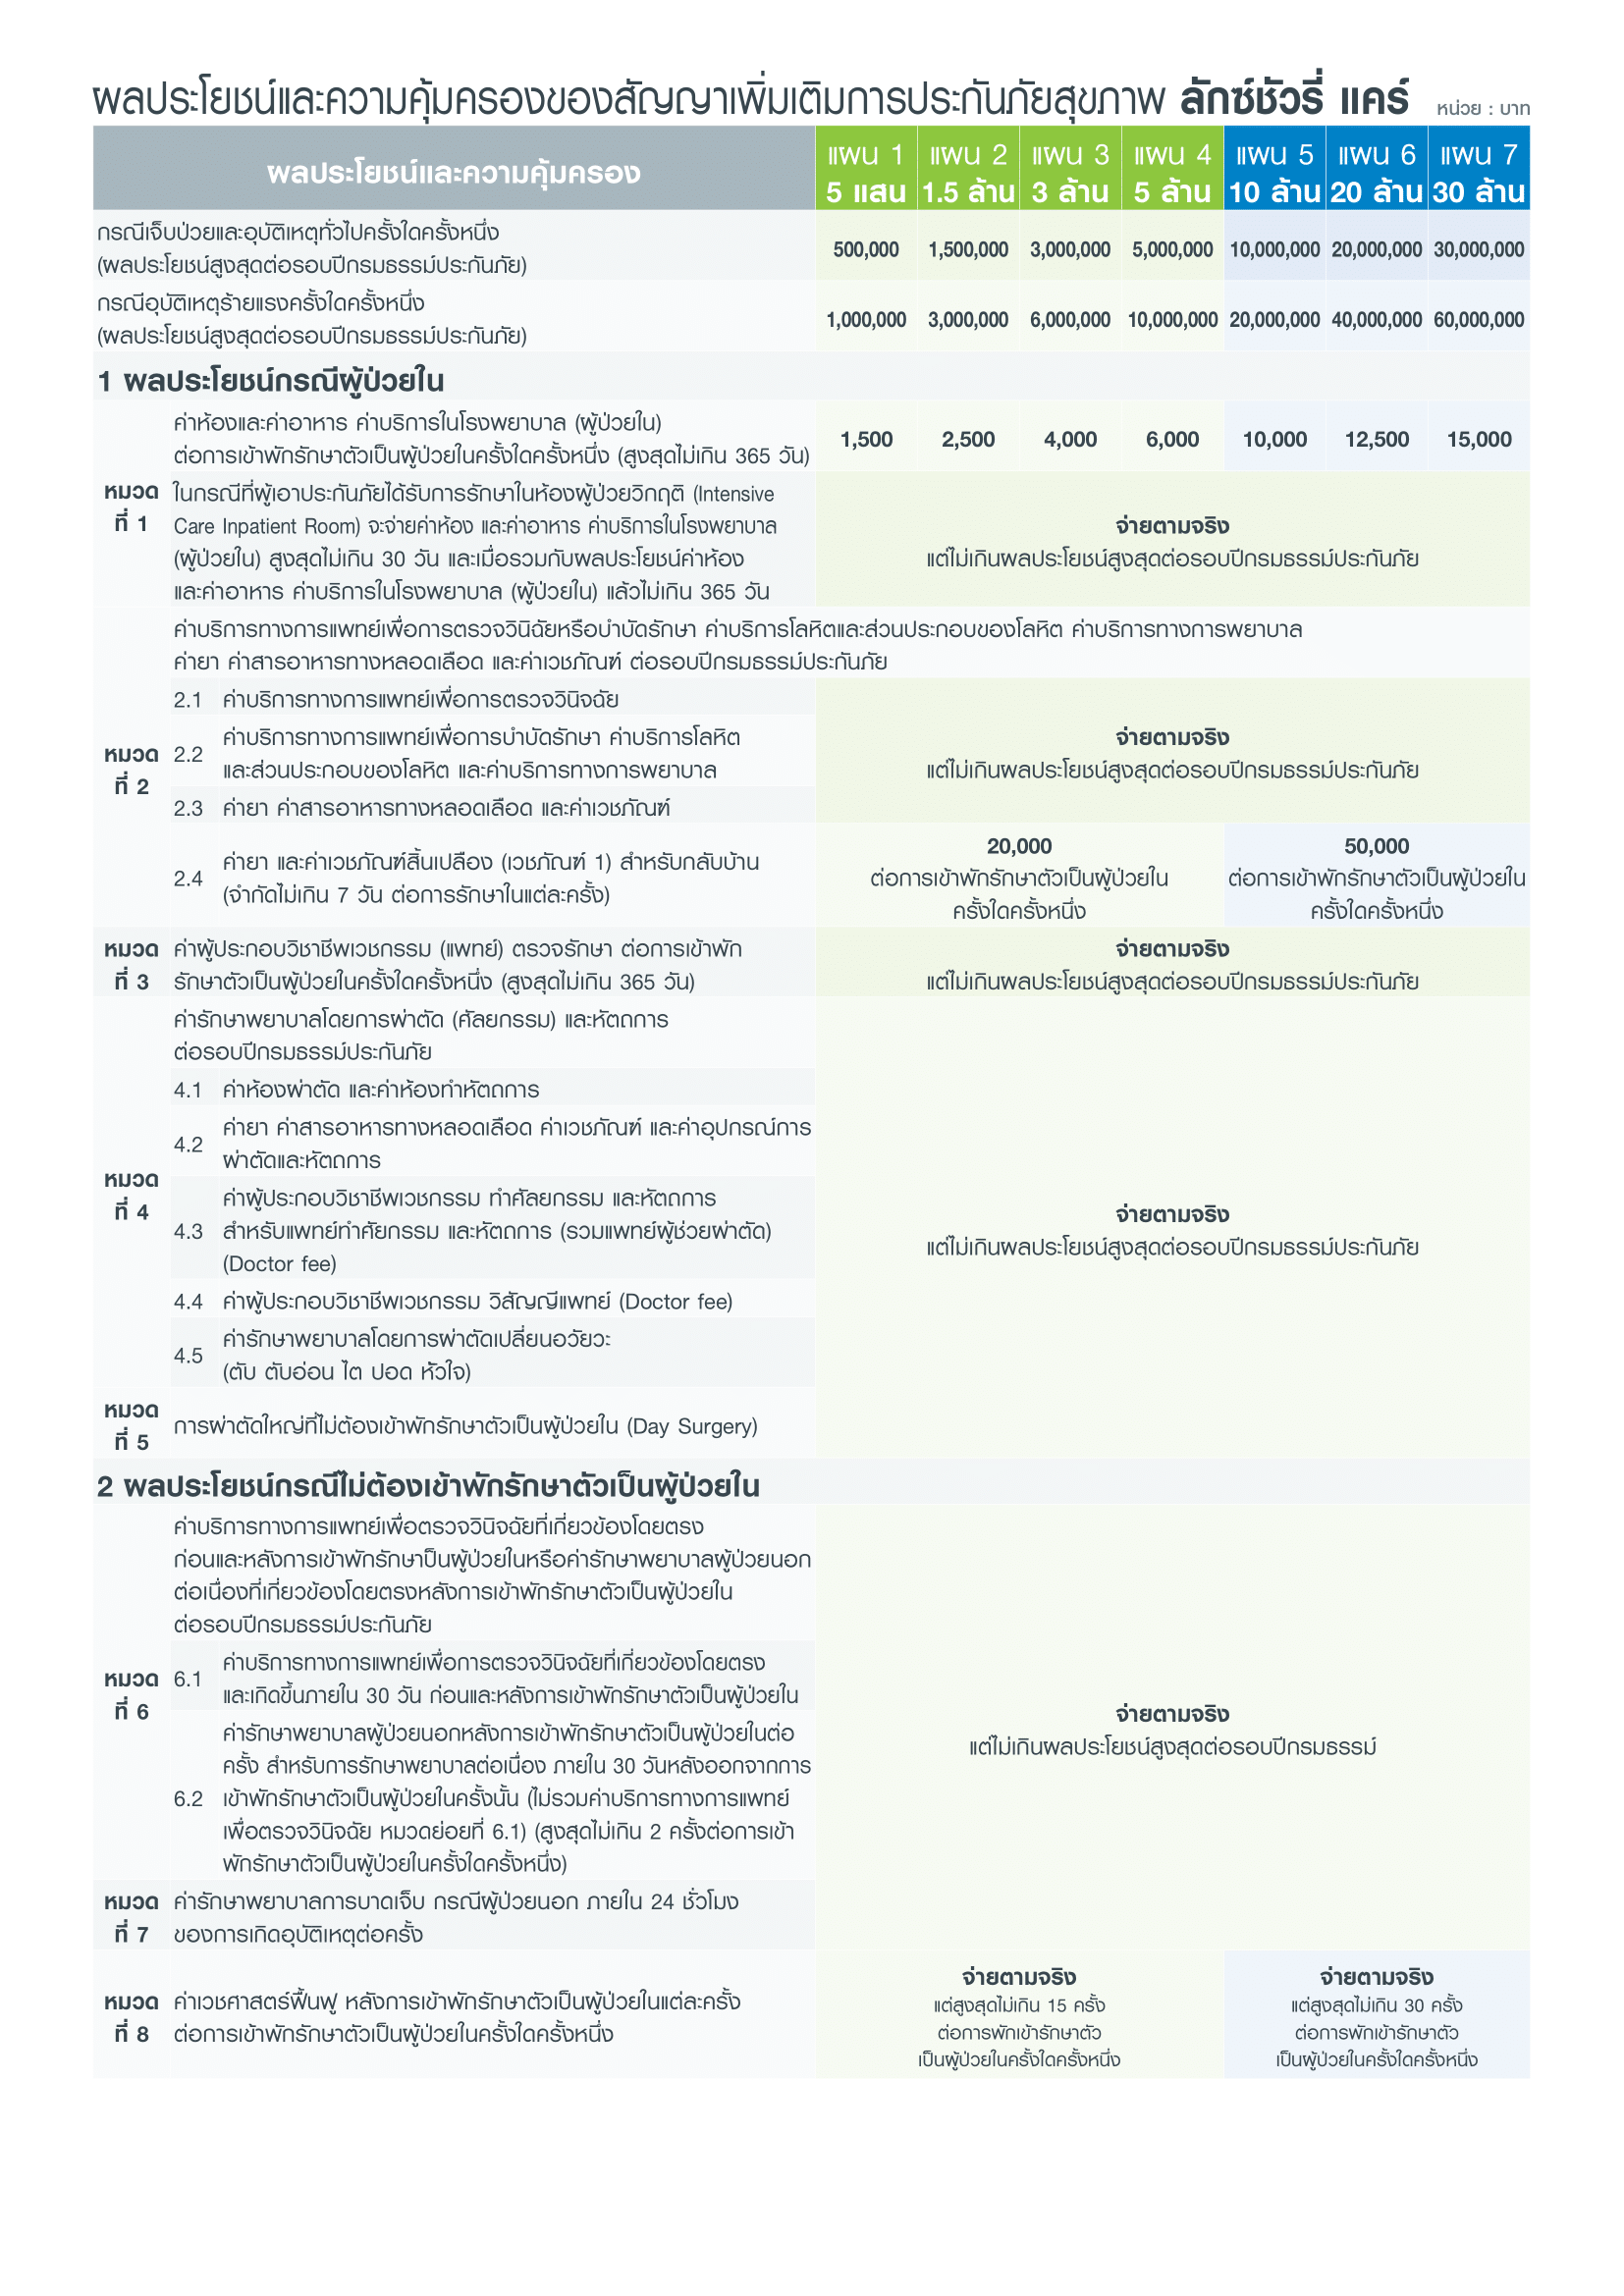 ผลประโยชน์และความคุ้มครองของสัญญาเพิ่มเติมการประกันภัยสุขภาพ ลักซ์ชัวรี่ แคร์ หน่วย : บาท
ผลประโยชน์และความคุ้มครอง
แผน 1 แผน 2 แผน 3 แผน 4 แผน 5 แผน 6 แผน 7
5 แสน 1.5 ล้าน 3 ล้าน 5 ล้าน 10 ล้าน 20 ล้าน 30 ล้าน
กรณีเจ็บป่วยและอุบัติเหตุทั่วไปครั้งใดครั้งหนึ่ง
(ผลประโยชน์สูงสุดต่อรอบปีกรมธรรม์ประกันภัย)
500,000 1,500,000 3,000,000 5,000,000 10,000,000 20,000,000 30,000,000
กรณีอุบัติเหตุร้ายแรงครั้งใดครั้งหนึ่ง
(ผลประโยชน์สูงสุดต่อรอบปีกรมธรรม์ประกันภัย)
1,000,000 3,000,000 6,000,000 10,000,000 20,000,000 40,000,000 60,000,000
1 ผลประโยชน์กรณีผู้ป่วยใน
หมวด
ที่ 1
ค่าห้องและค่าอาหาร ค่าบริการในโรงพยาบาล (ผู้ป่วยใน)
ต่อการเข้าพักรักษาตัวเป็นผู้ป่วยในครั้งใดครั้งหนึ่ง (สูงสุดไม่เกิน 365 วัน)
1,500 2,500 4,000 6,000 10,000 12,500 15,000
ในกรณีที่ผู้เอาประกันภัยได้รับการรักษาในห้องผู้ป่วยวิกฤติ (Intensive
Care Inpatient Room) จะจ่ายค่าห้อง และค่าอาหาร ค่าบริการในโรงพยาบาล
(ผู้ป่วยใน) สูงสุดไม่เกิน 30 วัน และเมื่อรวมกับผลประโยชน์ค่าห้อง
และค่าอาหาร ค่าบริการในโรงพยาบาล (ผู้ป่วยใน) แล้วไม่เกิน 365 วัน
จ่ายตามจริง
แต่ไม่เกินผลประโยชน์สูงสุดต่อรอบปีกรมธรรม์ประกันภัย
หมวด
ที่ 2
ค่าบริการทางการแพทย์เพื่อการตรวจวินิฉัยหรือบำบัดรักษา ค่าบริการโลหิตและส่วนประกอบของโลหิต ค่าบริการทางการพยาบาล
ค่ายา ค่าสารอาหารทางหลอดเลือด และค่าเวชภัณฑ์ ต่อรอบปีกรมธรรม์ประกันภัย
2.1 ค่าบริการทางการแพทย์เพื่อการตรวจวินิจฉัย
2.2 ค่าบริการทางการแพทย์เพื่อการบำบัดรักษา ค่าบริการโลหิต
และส่วนประกอบของโลหิต และค่าบริการทางการพยาบาล
2.3 ค่ายา ค่าสารอาหารทางหลอดเลือด และค่าเวชภัณฑ์
จ่ายตามจริง
แต่ไม่เกินผลประโยชน์สูงสุดต่อรอบปีกรมธรรม์ประกันภัย
2.4 ค่ายา และค่าเวชภัณฑ์สิ้นเปลือง (เวชภัณฑ์ 1) สำหรับกลับบ้าน
(จำกัดไม่เกิน 7 วัน ต่อการรักษาในแต่ละครั้ง)
20,000
ต่อการเข้าพักรักษาตัวเป็นผู้ป่วยใน
ครั้งใดครั้งหนึ่ง
50,000
ต่อการเข้าพักรักษาตัวเป็นผู้ป่วยใน
ครั้งใดครั้งหนึ่ง
หมวด
ที่ 3
ค่าผู้ประกอบวิชาชีพเวชกรรม (แพทย์) ตรวจรักษา ต่อการเข้าพัก
รักษาตัวเป็นผู้ป่วยในครั้งใดครั้งหนึ่ง (สูงสุดไม่เกิน 365 วัน)
จ่ายตามจริง
แต่ไม่เกินผลประโยชน์สูงสุดต่อรอบปีกรมธรรม์ประกันภัย
หมวด
ที่ 4
ค่ารักษาพยาบาลโดยการผ่าตัด (ศัลยกรรม) และหัตถการ
ต่อรอบปีกรมธรรม์ประกันภัย
4.1 ค่าห้องผ่าตัด และค่าห้องทำหัตถการ
4.2 ค่ายา ค่าสารอาหารทางหลอดเลือด ค่าเวชภัณฑ์ และค่าอุปกรณ์การ
ผ่าตัดและหัตถการ
4.3 ค่าผู้ประกอบวิชาชีพเวชกรรม ทำศัลยกรรม และหัตถการ
สำหรับแพทย์ทำศัยกรรม และหัตถการ (รวมแพทย์ผู้ช่วยผ่าตัด)
(Doctor fee)
4.4 ค่าผู้ประกอบวิชาชีพเวชกรรม วิสัญญีแพทย์ (Doctor fee)
4.5 ค่ารักษาพยาบาลโดยการผ่าตัดเปลี่ยนอวัยวะ
(ตับ ตับอ่อน ไต ปอด หัวใจ)
จ่ายตามจริง
แต่ไม่เกินผลประโยชน์สูงสุดต่อรอบปีกรมธรรม์ประกันภัย
หมวด
ที่ 5
การผ่าตัดใหญ่ที่ไม่ต้องเข้าพักรักษาตัวเป็นผู้ป่วยใน (Day Surgery)
2 ผลประโยชน์กรณีไม่ต้องเข้าพักรักษาตัวเป็นผู้ป่วยใน
หมวด
ที่ 6
ค่าบริการทางการแพทย์เพื่อตรวจวินิจฉัยที่เกี่ยวข้องโดยตรง
ก่อนและหลังการเข้าพักรักษาป็นผู้ป่วยในหรือค่ารักษาพยาบาลผู้ป่วยนอก
ต่อเนื่องที่เกี่ยวข้องโดยตรงหลังการเข้าพักรักษาตัวเป็นผู้ป่วยใน
ต่อรอบปีกรมธรรม์ประกันภัย
6.1 ค่าบริการทางการแพทย์เพื่อการตรวจวินิจฉัยที่เกี่ยวข้องโดยตรง
และเกิดขึ้นภายใน 30 วัน ก่อนและหลังการเข้าพักรักษาตัวเป็นผู้ป่วยใน
6.2 ค่ารักษาพยาบาลผู้ป่วยนอกหลังการเข้าพักรักษาตัวเป็นผู้ป่วยในต่อ
ครั้ง สำหรับการรักษาพยาบาลต่อเนื่อง ภายใน 30 วันหลังออกจากการ
เข้าพักรักษาตัวเป็นผู้ป่วยในครั้งนั้น (ไม่รวมค่าบริการทางการแพทย์
เพื่อตรวจวินิจฉัย หมวดย่อยที่ 6.1) (สูงสุดไม่เกิน 2 ครั้งต่อการเข้า
พักรักษาตัวเป็นผู้ป่วยในครั้งใดครั้งหนึ่ง)
จ่ายตามจริง
แต่ไม่เกินผลประโยชน์สูงสุดต่อรอบปีกรมธรรม์
หมวด
ที่ 7
ค่ารักษาพยาบาลการบาดเจ็บ กรณีผู้ป่วยนอก ภายใน 24 ชั่วโมง
ของการเกิดอุบัติเหตุต่อครั้ง
หมวด
ที่ 8
ค่าเวชศาสตร์ฟื้นฟู หลังการเข้าพักรักษาตัวเป็นผู้ป่วยในแต่ละครั้ง
ต่อการเข้าพักรักษาตัวเป็นผู้ป่วยในครั้งใดครั้งหนึ่ง
จ่ายตามจริง
แต่สูงสุดไม่เกิน 15 ครั้ง
ต่อการพักเข้ารักษาตัว
เป็นผู้ป่วยในครั้งใดครั้งหนึ่ง
จ่ายตามจริง
แต่สูงสุดไม่เกิน 30 ครั้ง
ต่อการพักเข้ารักษาตัว
เป็นผู้ป่วยในครั้งใดครั้งหนึ่ง